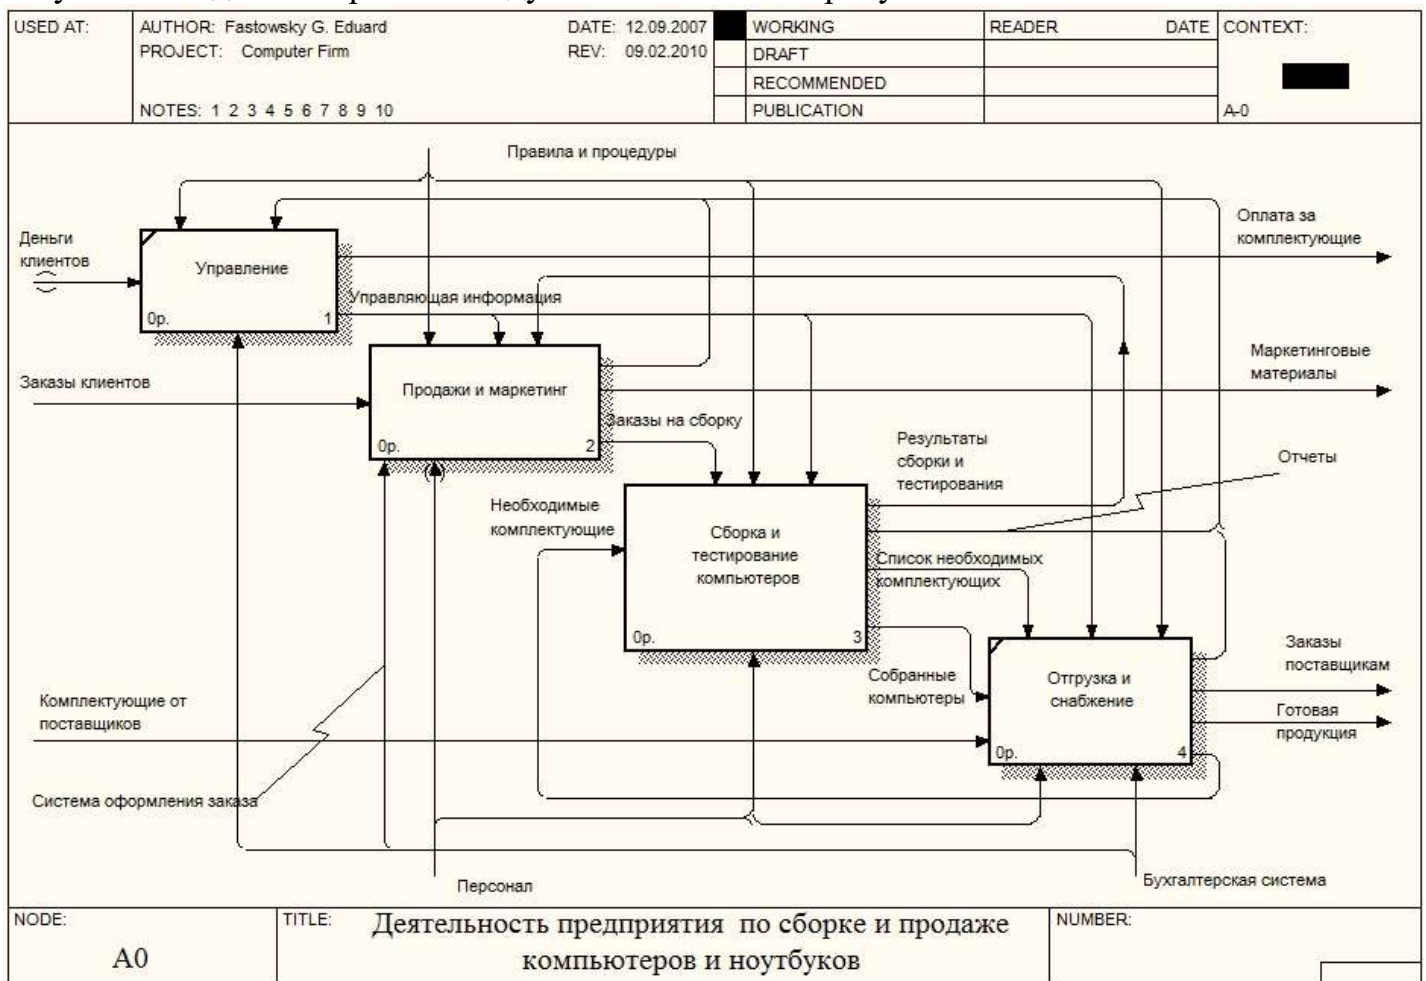 USED AT:
AUTHOR: Fastowsky G. Eduard
DATE: 12.09.2007
PROJECT: Computer Firm
REV: 09.02.2010
NOTES: 1 2 3 4 5 6 7 8 9 10
WORKING
DRAFT
RECOMMENDED
PUBLICATION
READER
DATE
CONTEXT:
A-0
Правила и процедуры
Деньги
клиентов
Управление
0р.
1
Оплата за
комплектующие
Управляющая информация
Заказы клиентов
Продажи и маркетинг
0р.
2
Маркетинговые
материалы
Заказы на сборку
Результаты
сборки и
тестирования
Отчеты
Необходимые
комплектующие
Сборка и
тестирование
компьютеров
0р.
3
Список необходимых
комплектующих
Собранные
компьютеры
Отгрузка и
снабжение
0р.
4
Заказы
поставщикам
Готовая
продукция
Комплектующие от
поставщиков
Система оформления заказа
Персонал
Бухгалтерская система
NODE:
A0
TITLE:
Деятельность предприятия по сборке и продаже
компьютеров и ноутбуков
NUMBER: